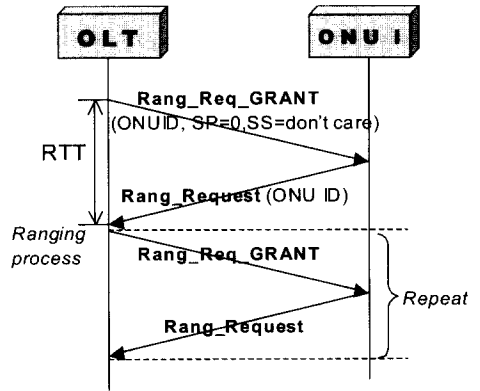 OLT
ONU I
Rang_Req_GRANT
(ONUID, SP=0,SS=don't care)
RTT
Rang_Request (ONU ID)
Ranging
process
Rang_Req_GRANT
Repeat
Rang_Request